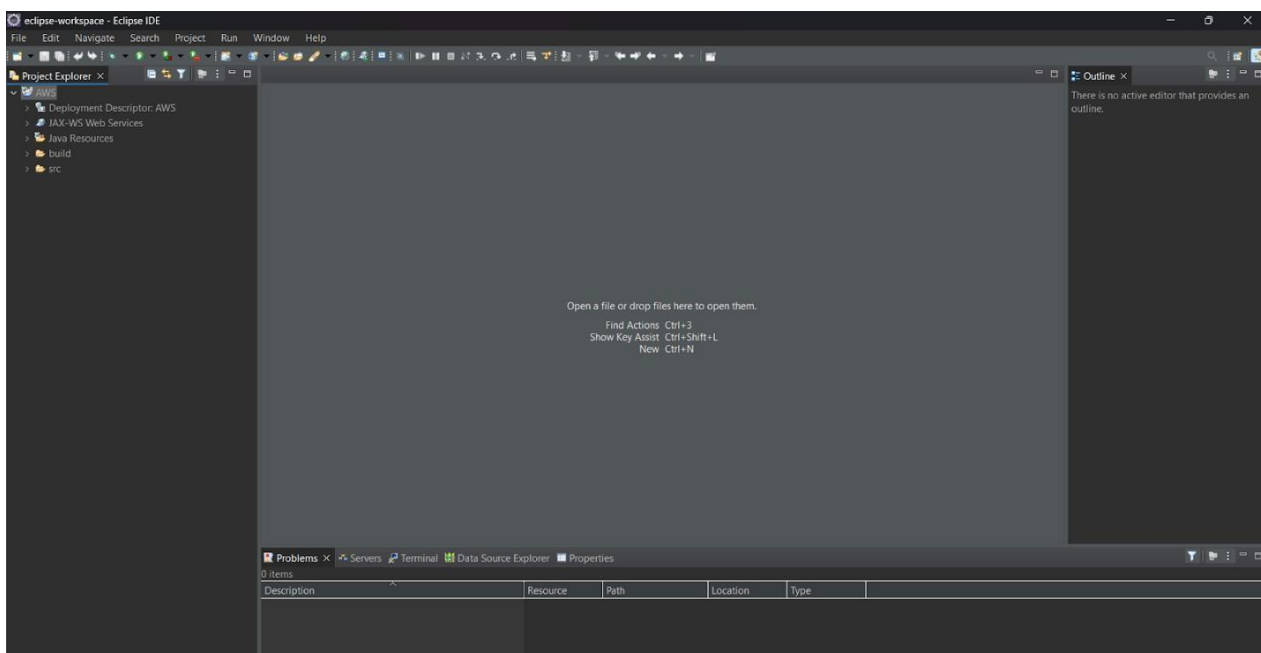 eclipse-workspace - Eclipse IDE
File Edit Navigate Search Project Run Window Help
Project Explorer
AWS
Deployment Descriptor: AWS
JAX-WS Web Services
Java Resources
build
src
Open a file or drop files here to open them.
Find Actions Ctrl+3
Show Key Assist Ctrl+Shift+L
New Ctrl+N
Outline
There is no active editor that provides an
outline.
Problems Servers Terminal Data Source Explorer Properties
0 items
Description Resource Path Location Type